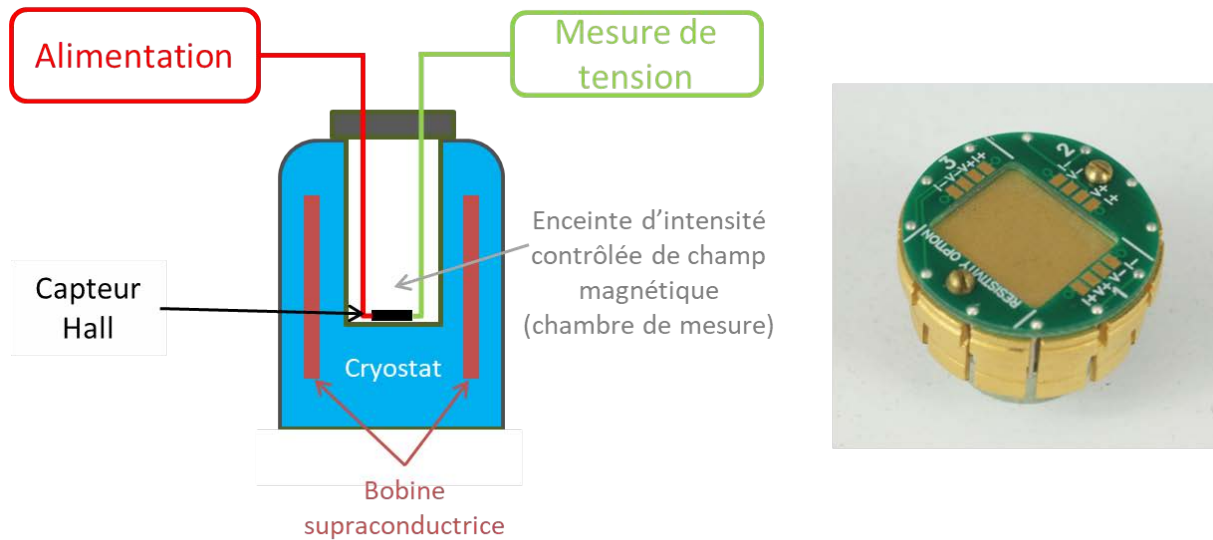 Alimentation
Mesure de
tension
Enceinte d’intensité
contrôlée de champ
magnétique
(chambre de mesure)
Capteur
Hall
Cryostat
Bobine
supraconductrice
3
I-V-V+I+
2
I-
V-
V+
I+
RESISTIVITY OPTION
I+V+V-I-
1